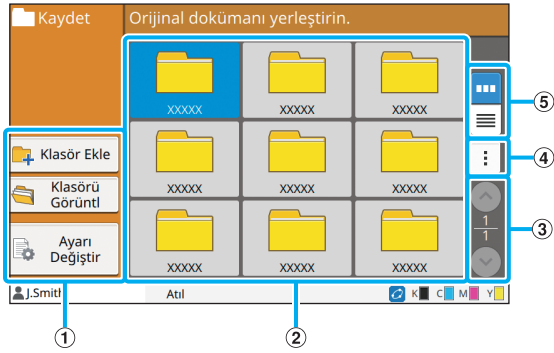 Kaydet
Orijinal dokümanı yerleştirin.
XXXXX XXXXX XXXXX
Klasör Ekle
XXXXX XXXXX XXXXX
Klasörü
Görüntl
Ayarı
Değiştir
XXXXX XXXXX XXXXX
1
1
J.Smith
Atıl
K C M Y
5
4
3
1
2